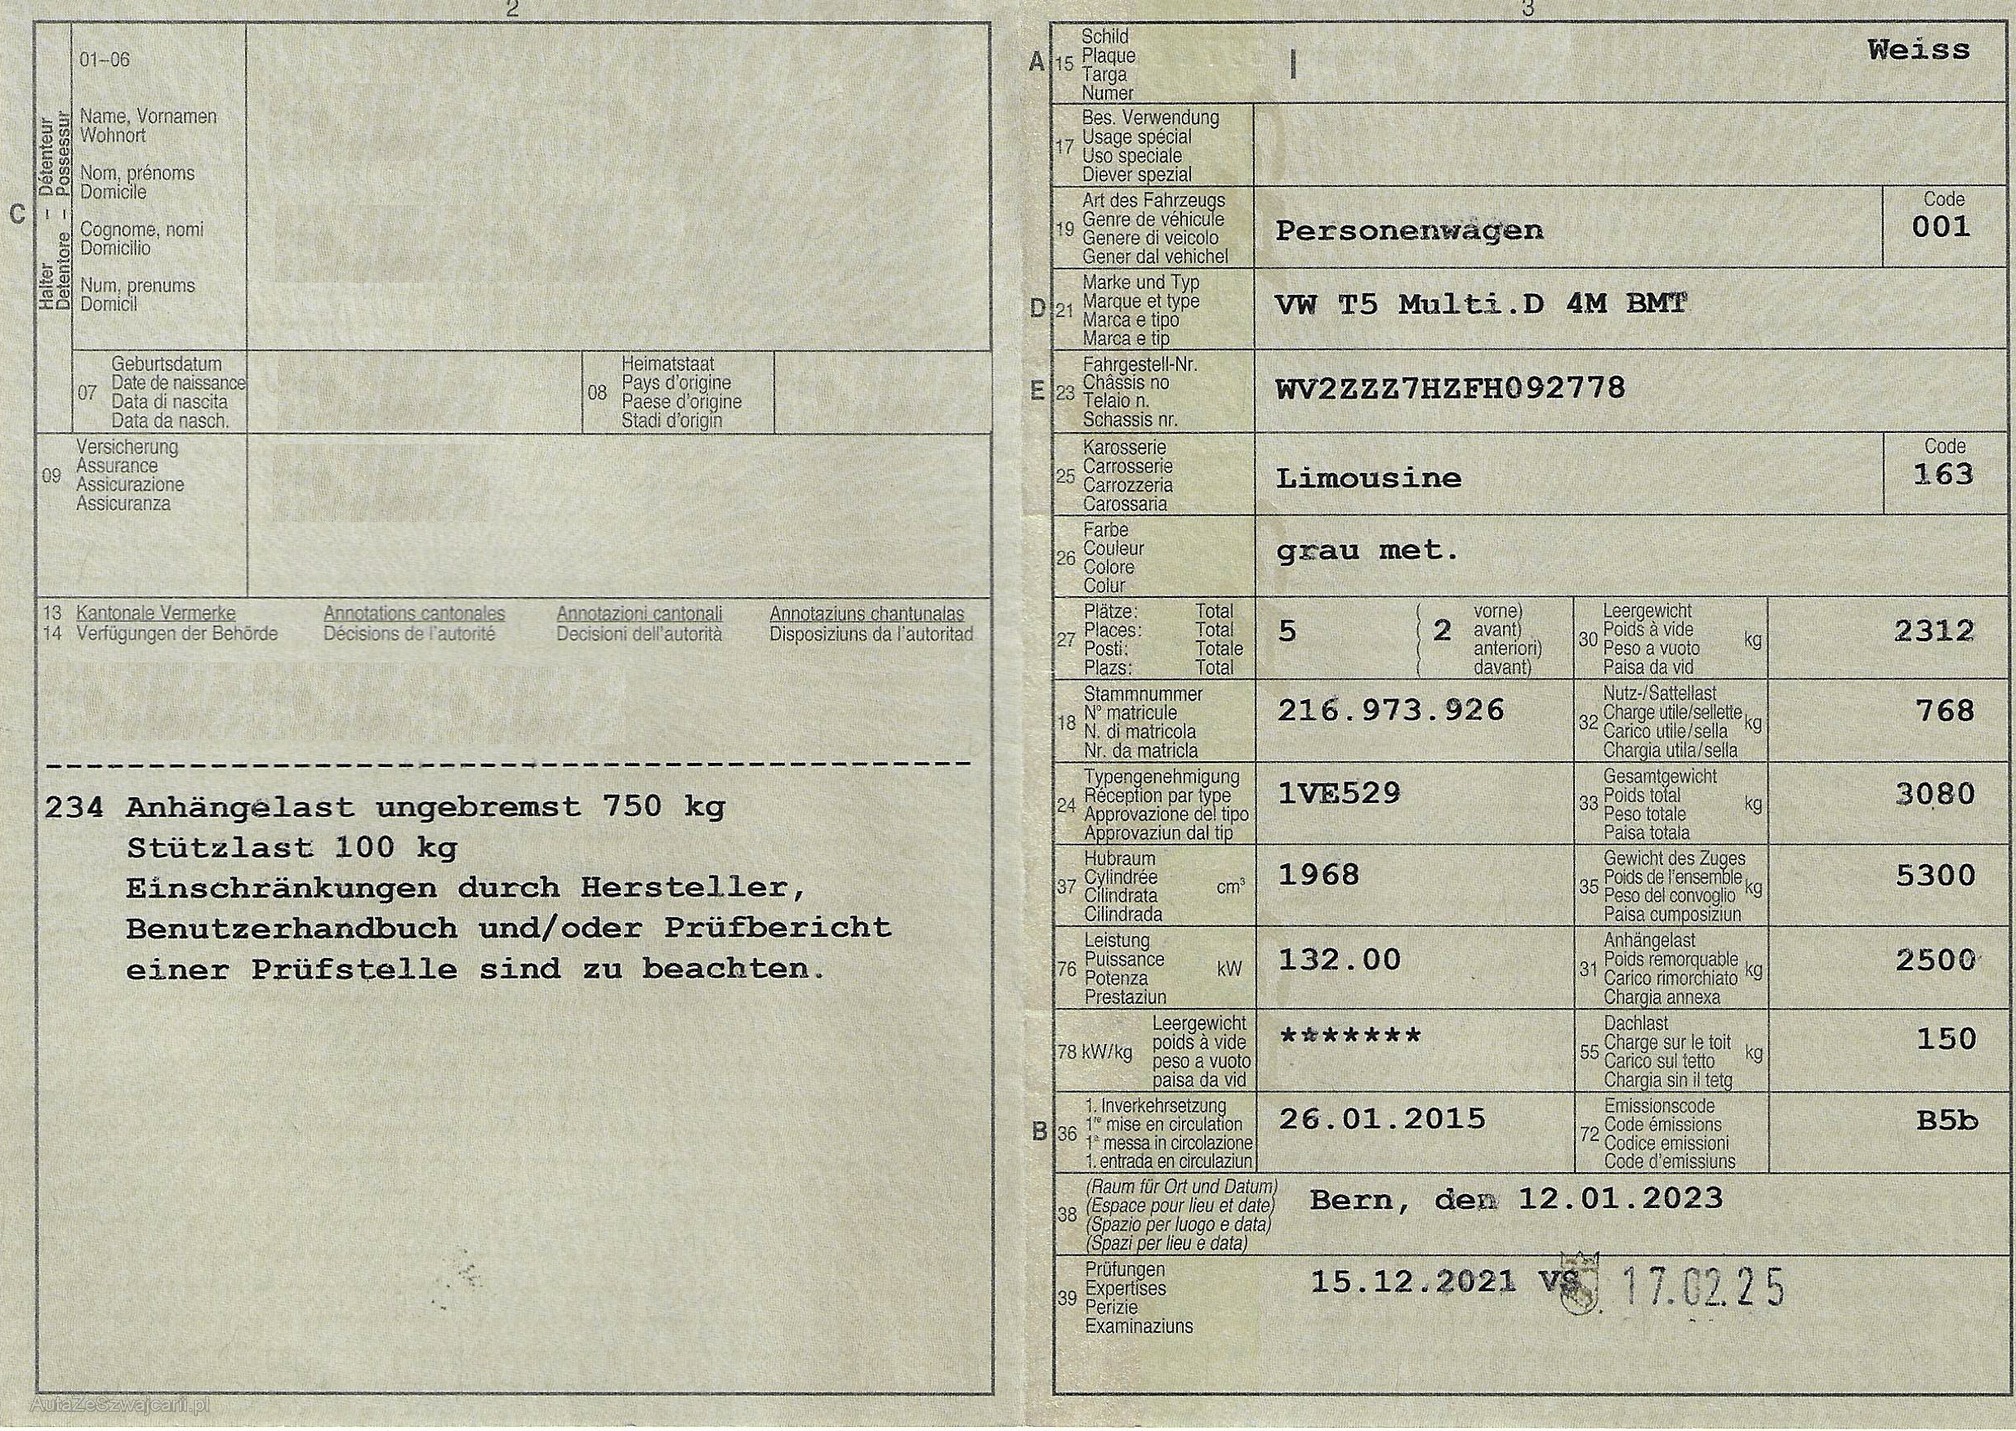 2
01–06
Name, Vornamen
Wohnort
Nom, prénoms
Domicile
Cognome, nomi
Domicilio
Num, prenums
Domicil
C
Halter – Détenteur
Detentore – Possessur
07
Geburtsdatum
Date de naissance
Data di nascita
Data da nasch.
08
Heimatstaat
Pays d'origine
Paese d'origine
Stadi d'origin
09
Versicherung
Assurance
Assicurazione
Assicuranza
13 Kantonale Vermerke Annotations cantonales Annotazioni cantonali Annotaziuns chantunalas
14 Verfügungen der Behörde Décisions de l'autorité Decisioni dell'autorità Disposiziuns da l'autoritad
234 Anhängelast ungebremst 750 kg
Stützlast 100 kg
Einschränkungen durch Hersteller,
Benutzerhandbuch und/oder Prüfbericht
einer Prüfstelle sind zu beachten.
AutaZeSzwajcarii.pl
3
A 15
Schild
Plaque
Targa
Numer
Weiss
17
Bes. Verwendung
Usage spécial
Uso speciale
Diever spezial
19
Art des Fahrzeugs
Genre de véhicule
Genere di veicolo
Gener dal vehichel
Personenwagen
Code
001
D 21
Marke und Typ
Marque et type
Marca e tipo
Marca e tip
VW T5 Multi.D 4M BMT
E 23
Fahrgestell-Nr.
Châssis no
Telaio n.
Schassis nr.
WV2ZZZ7HZFH092778
25
Karosserie
Carrosserie
Carrozzeria
Carossaria
Limousine
Code
163
26
Farbe
Couleur
Colore
Colur
grau met.
27
Plätze: Total
Places: Total
Posti: Totale
Plazs: Total
5
( vorne)
( 2 avant)
( anteriori)
( davant)
30
Leergewicht
Poids à vide
Peso a vuoto
Paisa da vid
kg
2312
18
Stammnummer
N° matricule
N. di matricola
Nr. da matricla
216.973.926
32
Nutz-/Sattellast
Charge utile/sellette
Carico utile/sella
Chargia utila/sella
kg
768
24
Typengenehmigung
Réception par type
Approvazione del tipo
Approvaziun dal tip
1VE529
33
Gesamtgewicht
Poids total
Peso totale
Paisa totala
kg
3080
37
Hubraum
Cylindrée
Cilindrata
Cilindrada
cm³
1968
35
Gewicht des Zuges
Poids de l'ensemble
Peso del convoglio
Paisa cumposiziun
kg
5300
76
Leistung
Puissance
Potenza
Prestaziun
kW
132.00
31
Anhängelast
Poids remorquable
Carico rimorchiato
Chargia annexa
kg
2500
78 kW/kg
Leergewicht
poids à vide
peso a vuoto
paisa da vid
*******
55
Dachlast
Charge sur le toit
Carico sul tetto
Chargia sin il tetg
kg
150
B 36
1. Inverkehrsetzung
1re mise en circulation
1a messa in circolazione
1. entrada en circulaziun
26.01.2015
72
Emissionscode
Code émissions
Codice emissioni
Code d'emissiuns
B5b
38
(Raum für Ort und Datum)
(Espace pour lieu et date)
(Spazio per luogo e data)
(Spazi per lieu e data)
Bern, den 12.01.2023
39
Prüfungen
Expertises
Perizie
Examinaziuns
15.12.2021 VS 17.02.25